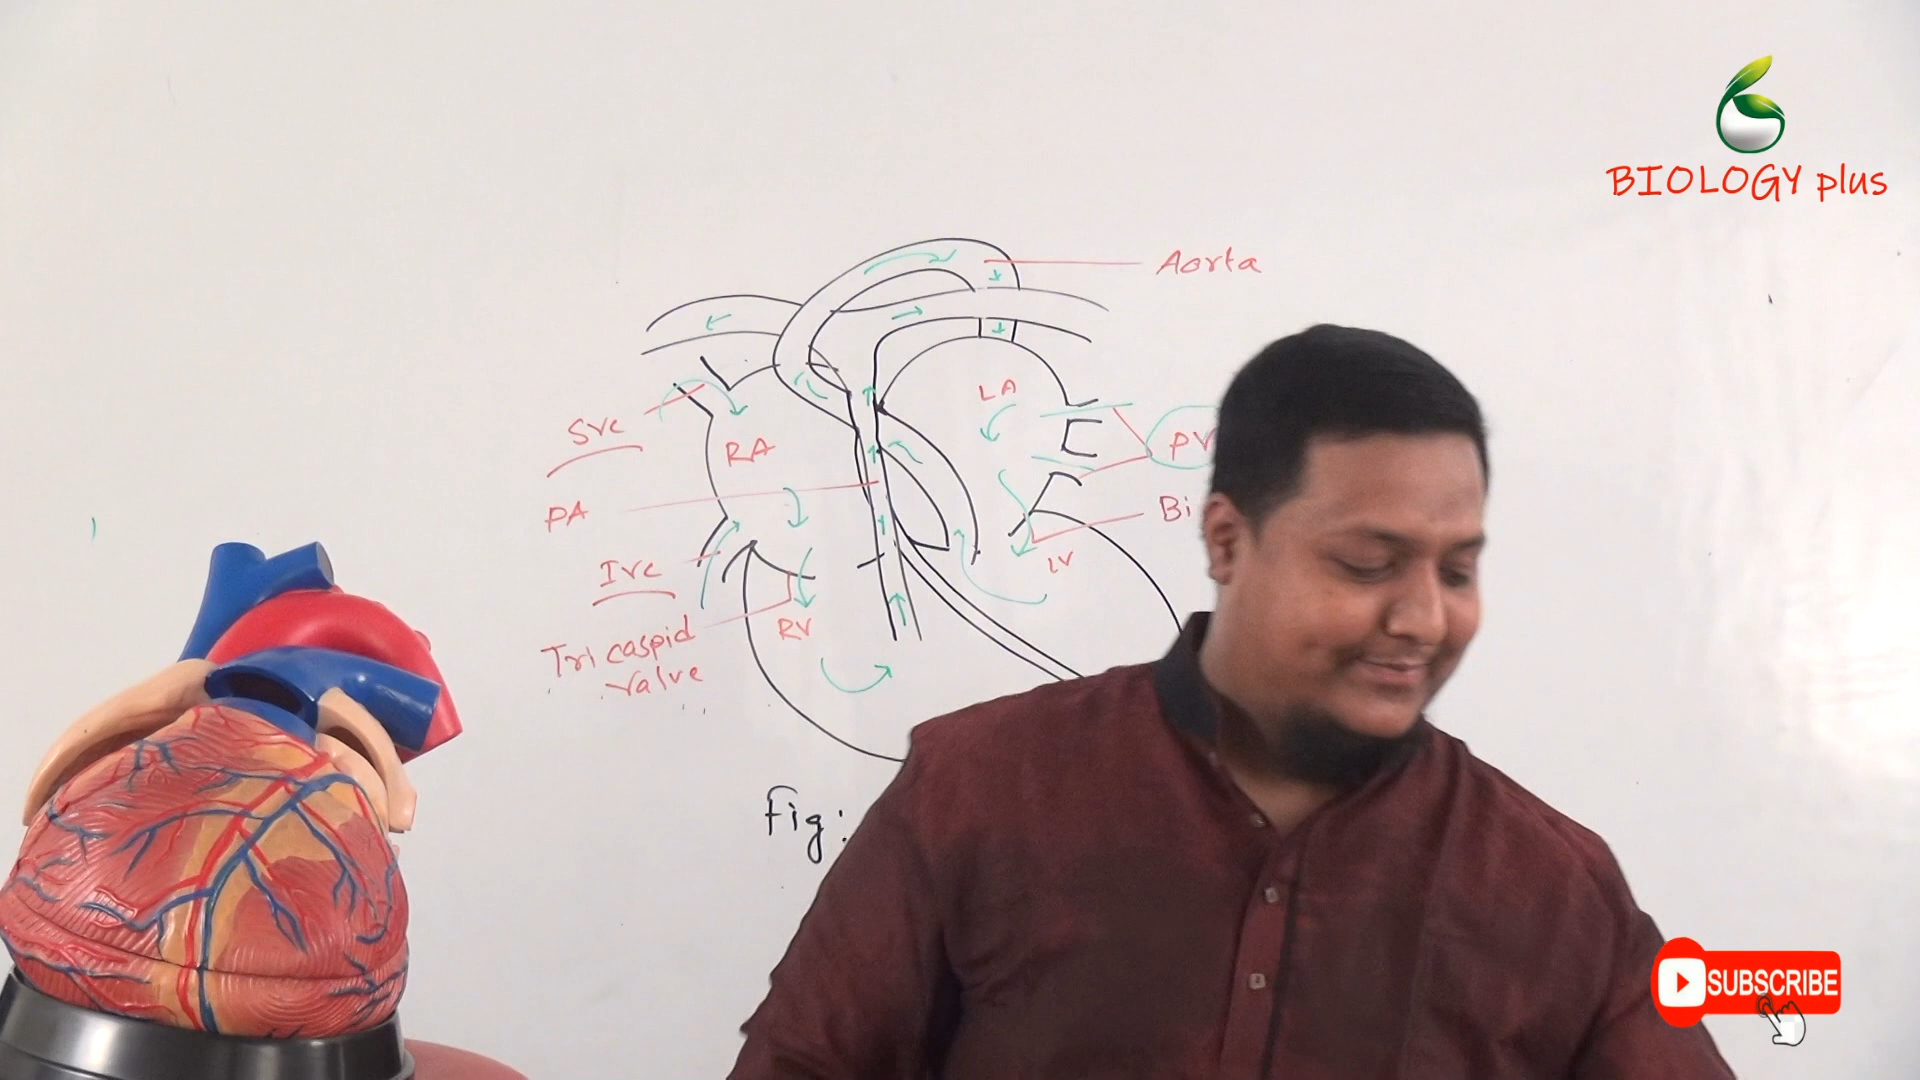 BIOLOGY plus
Aorta
LA
SVC
RA
PV
PA
Bi
IVC
LV
RV
Tri caspid
valve
Fig:
SUBSCRIBE